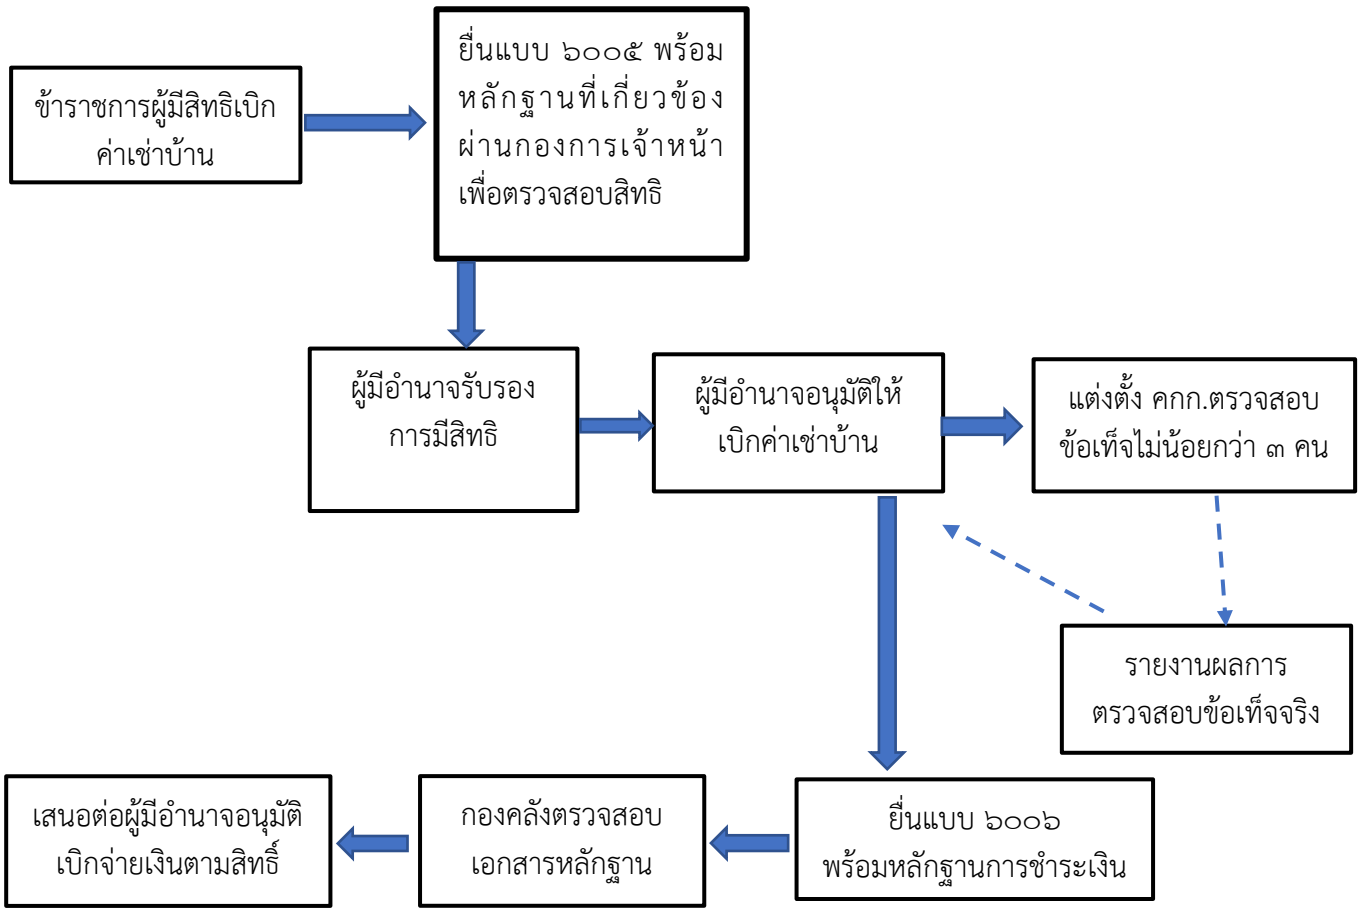 ข้าราชการผู้มีสิทธิเบิก
ค่าเช่าบ้าน
ยื่นแบบ ๖๐๐๕ พร้อม
หลักฐานที่เกี่ยวข้อง
ผ่านกองการเจ้าหน้า
เพื่อตรวจสอบสิทธิ
ผู้มีอำนาจรับรอง
การมีสิทธิ
ผู้มีอำนาจอนุมัติให้
เบิกค่าเช่าบ้าน
แต่งตั้ง คกก.ตรวจสอบ
ข้อเท็จไม่น้อยกว่า ๓ คน
รายงานผลการ
ตรวจสอบข้อเท็จจริง
ยื่นแบบ ๖๐๐๖
พร้อมหลักฐานการชำระเงิน
กองคลังตรวจสอบ
เอกสารหลักฐาน
เสนอต่อผู้มีอำนาจอนุมัติ
เบิกจ่ายเงินตามสิทธิ์